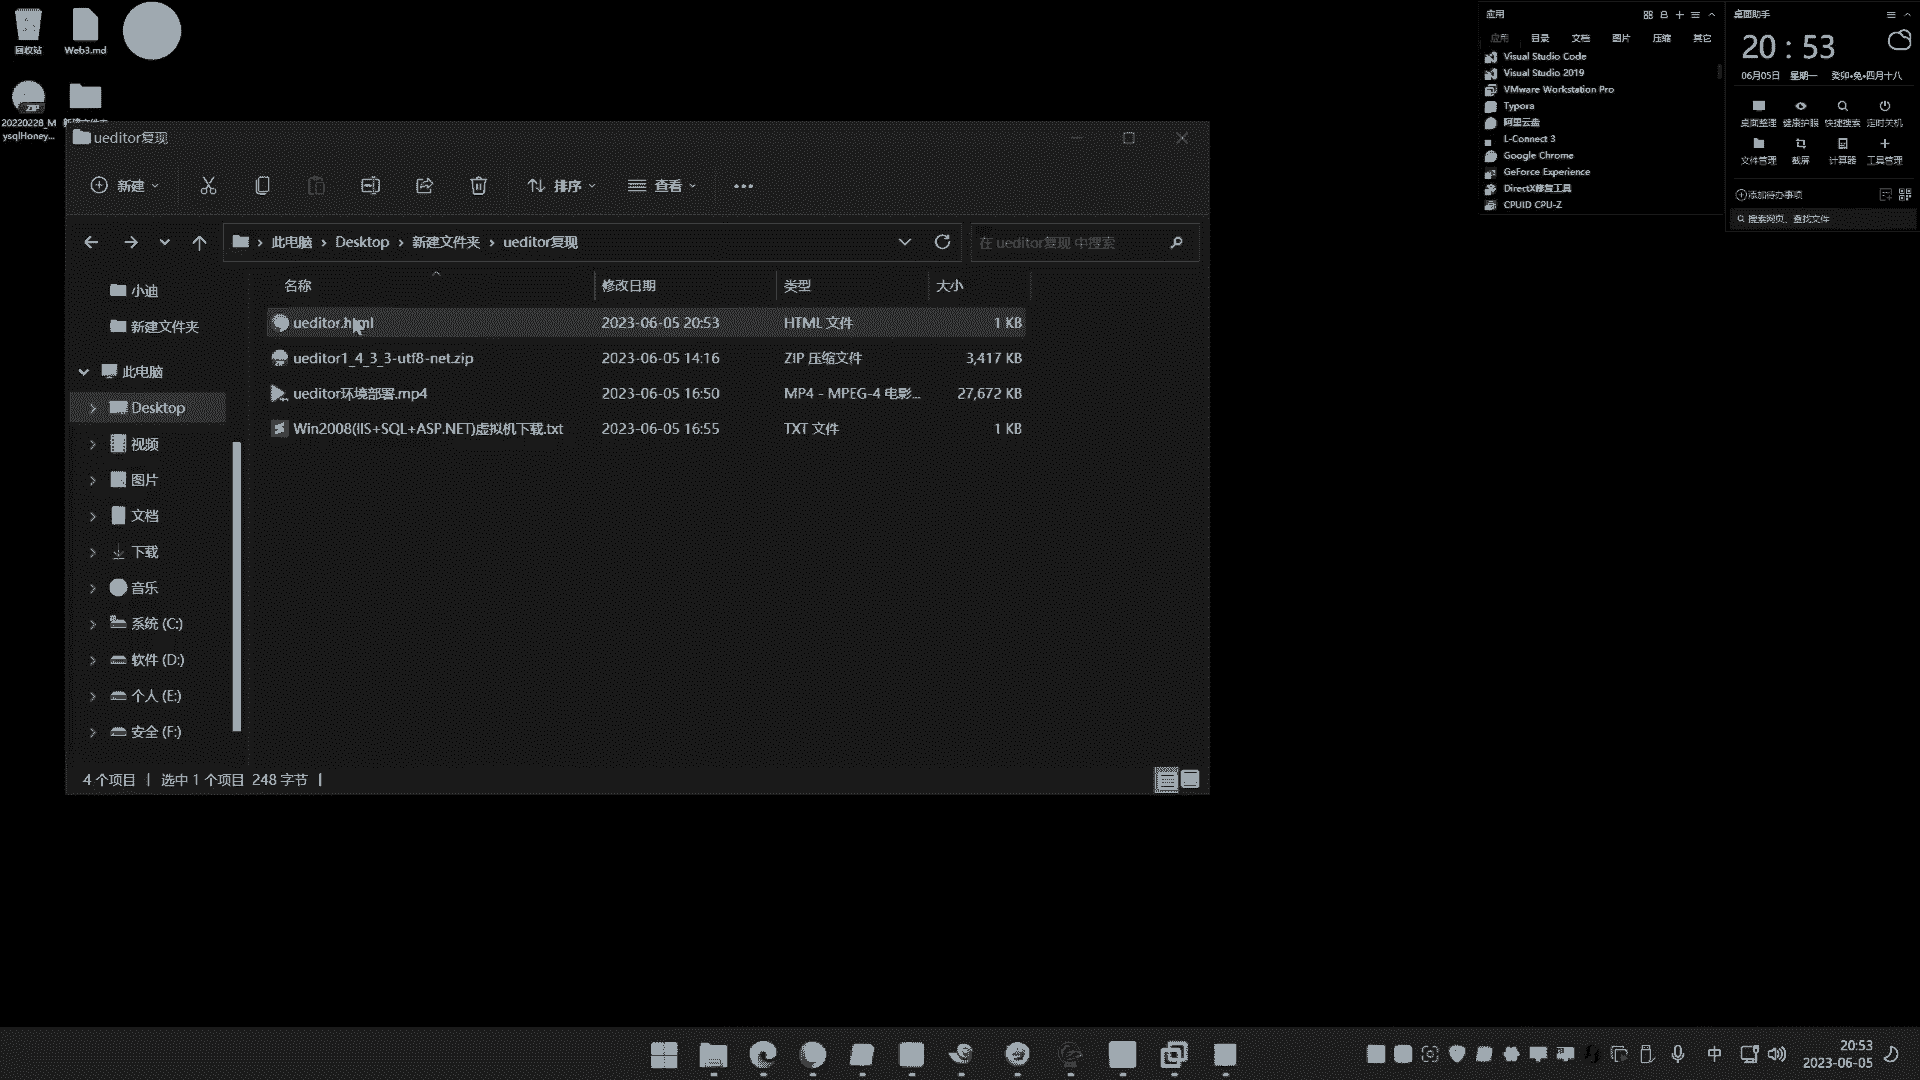 回收站
Web3.md
20220228_M
ysqlHoney...
新建文件夹
ueditor复现
新建
排序
查看
此电脑
Desktop
新建文件夹
ueditor复现
在 ueditor复现 中搜索
小迪
新建文件夹
此电脑
Desktop
视频
图片
文档
下载
音乐
系统 (C:)
软件 (D:)
个人 (E:)
安全 (F:)
名称 修改日期 类型 大小
ueditor.html 2023-06-05 20:53 HTML 文件 1 KB
ueditor1_4_3_3-utf8-net.zip 2023-06-05 14:16 ZIP 压缩文件 3,417 KB
ueditor环境部署.mp4 2023-06-05 16:50 MP4 - MPEG-4 电影... 27,672 KB
Win2008(IIS+SQL+ASP.NET)虚拟机下载.txt 2023-06-05 16:55 TXT 文件 1 KB
4 个项目 | 选中 1 个项目 248 字节 |
应用
应用 目录 文档 图片 压缩 其它
Visual Studio Code
Visual Studio 2019
VMware Workstation Pro
Typora
阿里云盘
L-Connect 3
Google Chrome
GeForce Experience
DirectX修复工具
CPUID CPU-Z
桌面助手
20 : 53
06月05日 星期一 癸卯•兔•四月十八
桌面整理 健康护眼 快捷搜索 定时关机
文件管理 截屏 计算器 工具管理
添加待办事项
搜索网页、查找文件
中
20:53
2023-06-05